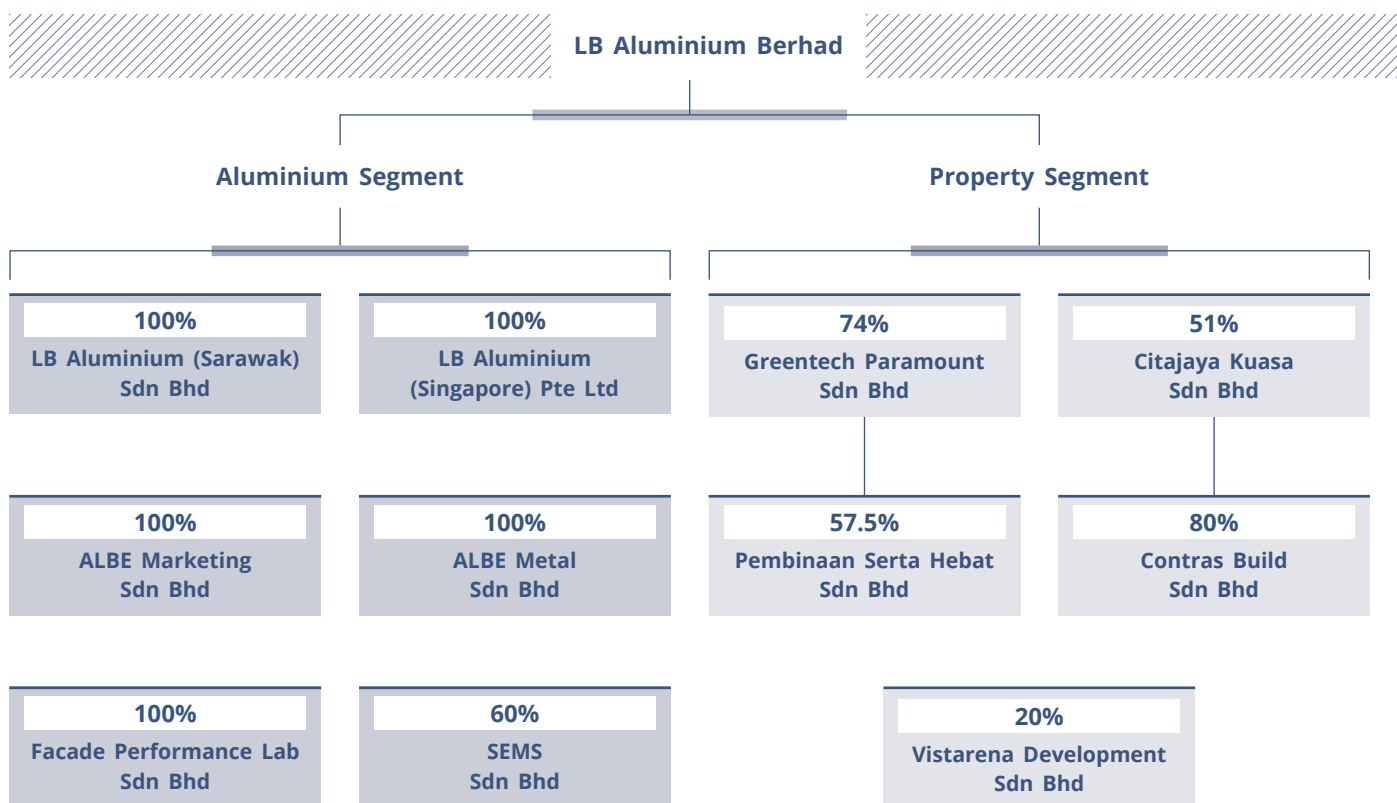 LB Aluminium Berhad
Aluminium Segment
Property Segment
100%
LB Aluminium (Sarawak)
Sdn Bhd
100%
LB Aluminium
(Singapore) Pte Ltd
74%
Greentech Paramount
Sdn Bhd
51%
Citajaya Kuasa
Sdn Bhd
100%
ALBE Marketing
Sdn Bhd
100%
ALBE Metal
Sdn Bhd
57.5%
Pembinaan Serta Hebat
Sdn Bhd
80%
Contras Build
Sdn Bhd
100%
Facade Performance Lab
Sdn Bhd
60%
SEMS
Sdn Bhd
20%
Vistarena Development
Sdn Bhd